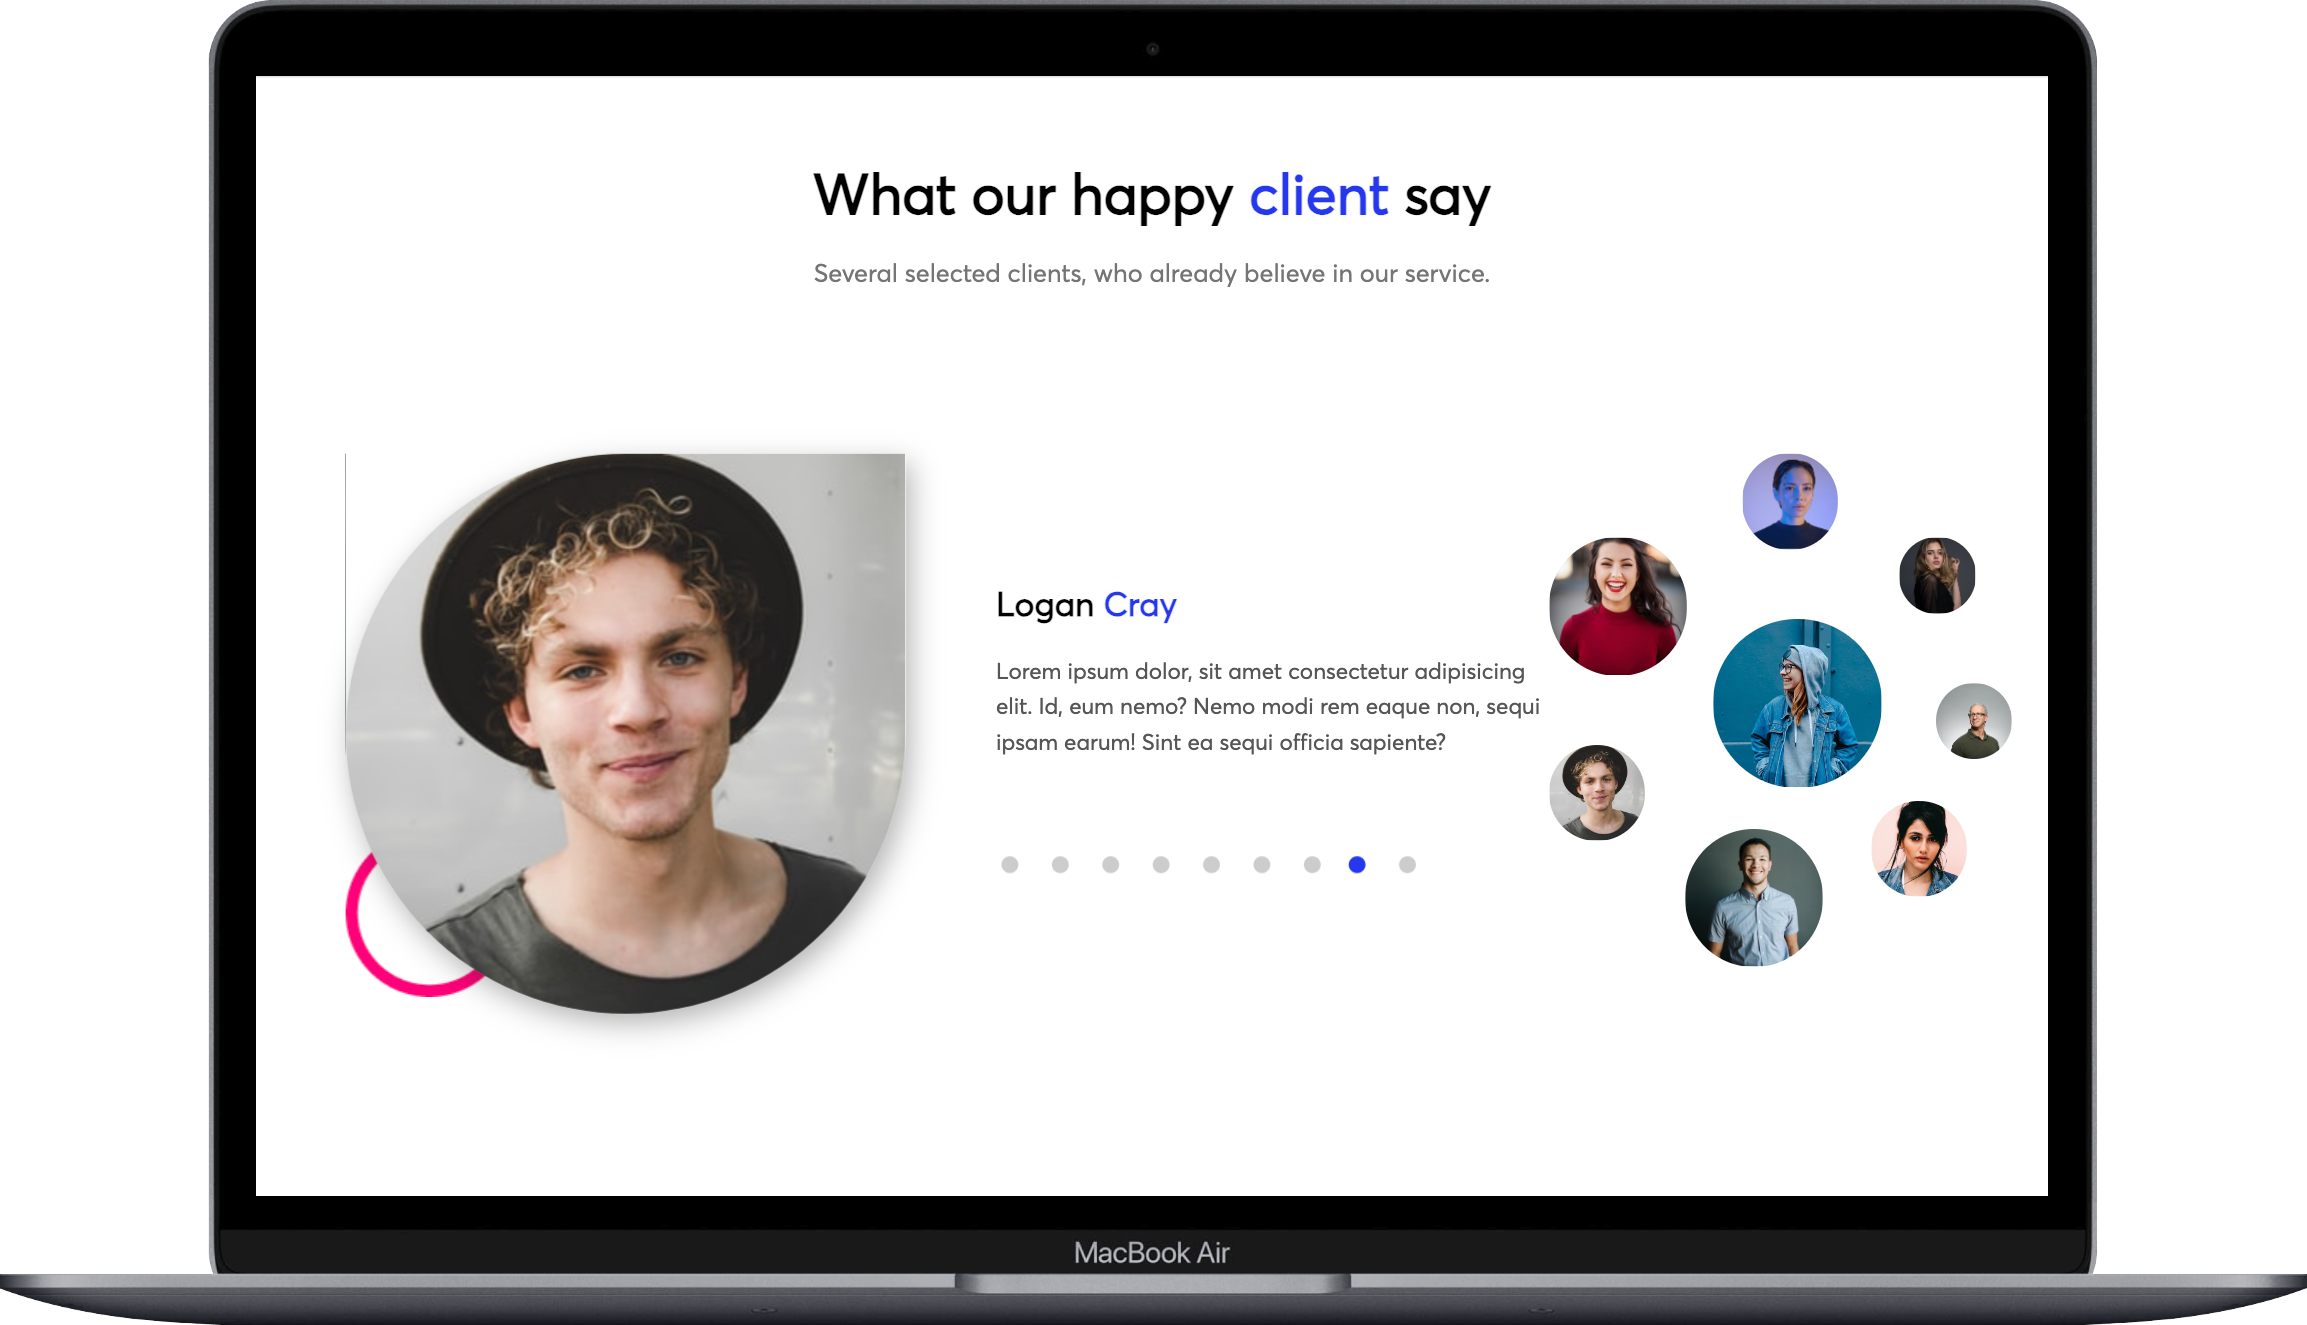 What our happy client say
Several selected clients, who already believe in our service.
Logan Cray
Lorem ipsum dolor, sit amet consectetur adipisicing
elit. Id, eum nemo? Nemo modi rem eaque non, sequi
ipsam earum! Sint ea sequi officia sapiente?
MacBook Air